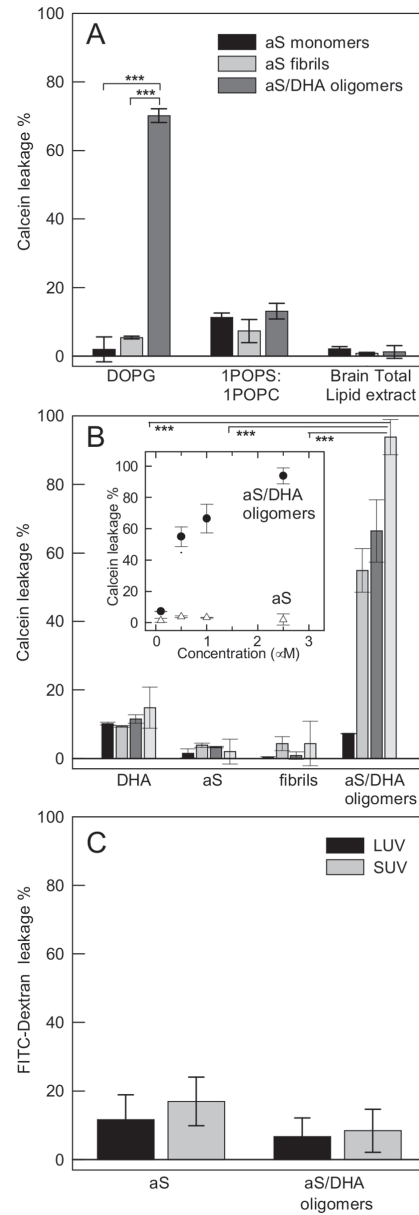 A
aS monomers
aS fibrils
aS/DHA oligomers
***
***
Calcein leakage %
100
80
60
40
20
0
DOPG
1POPS:
1POPC
Brain Total
Lipid extract
B
***
***
***
Calcein leakage %
100
80
60
40
20
0
Calcein leakage %
100
80
60
40
20
0
aS/DHA
oligomers
aS
0
1
2
3
Concentration (∝M)
DHA
aS
fibrils
aS/DHA
oligomers
C
LUV
SUV
FITC-Dextran leakage %
100
80
60
40
20
0
aS
aS/DHA
oligomers